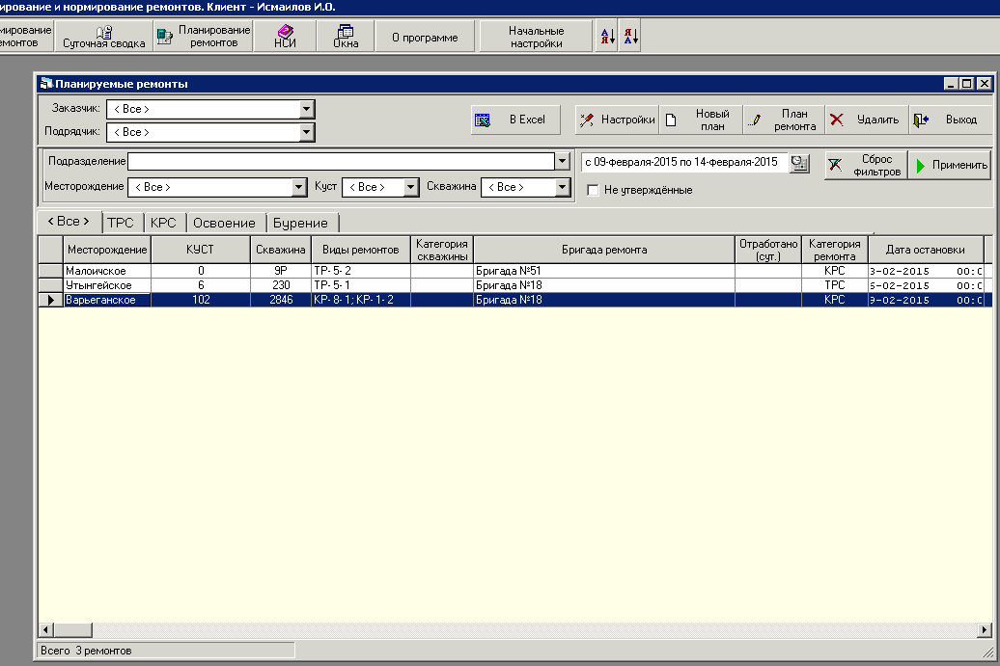 ирование и нормирование ремонтов. Клиент - Исмаилов И.О.
мирование
емонтов
Суточная сводка
Планирование
ремонтов
НСИ
Окна
О программе
Начальные
настройки
А
Я
Я
А
Планируемые ремонты
Заказчик: < Все >
Подрядчик: < Все >
В Excel
Настройки
Новый
план
План
ремонта
Удалить
Выход
Подразделение
с 09-февраля-2015 по 14-февраля-2015
Сброс
фильтров
Применить
Месторождение < Все > Куст < Все > Скважина < Все >
Не утверждённые
< Все > ТРС КРС Освоение Бурение
Месторождение КУСТ Скважина Виды ремонтов Категория скважины Бригада ремонта Отработано (сут.) Категория ремонта Дата остановки
Малоичское 0 9Р ТР- 5- 2 Бригада №51 КРС 3-02-2015 00:0
Утынгейское 6 230 ТР- 5- 1 Бригада №18 ТРС 5-02-2015 00:0
Варьеганское 102 2846 КР- 8- 1; КР- 1- 2 Бригада №18 КРС 9-02-2015 00:0
Всего 3 ремонтов